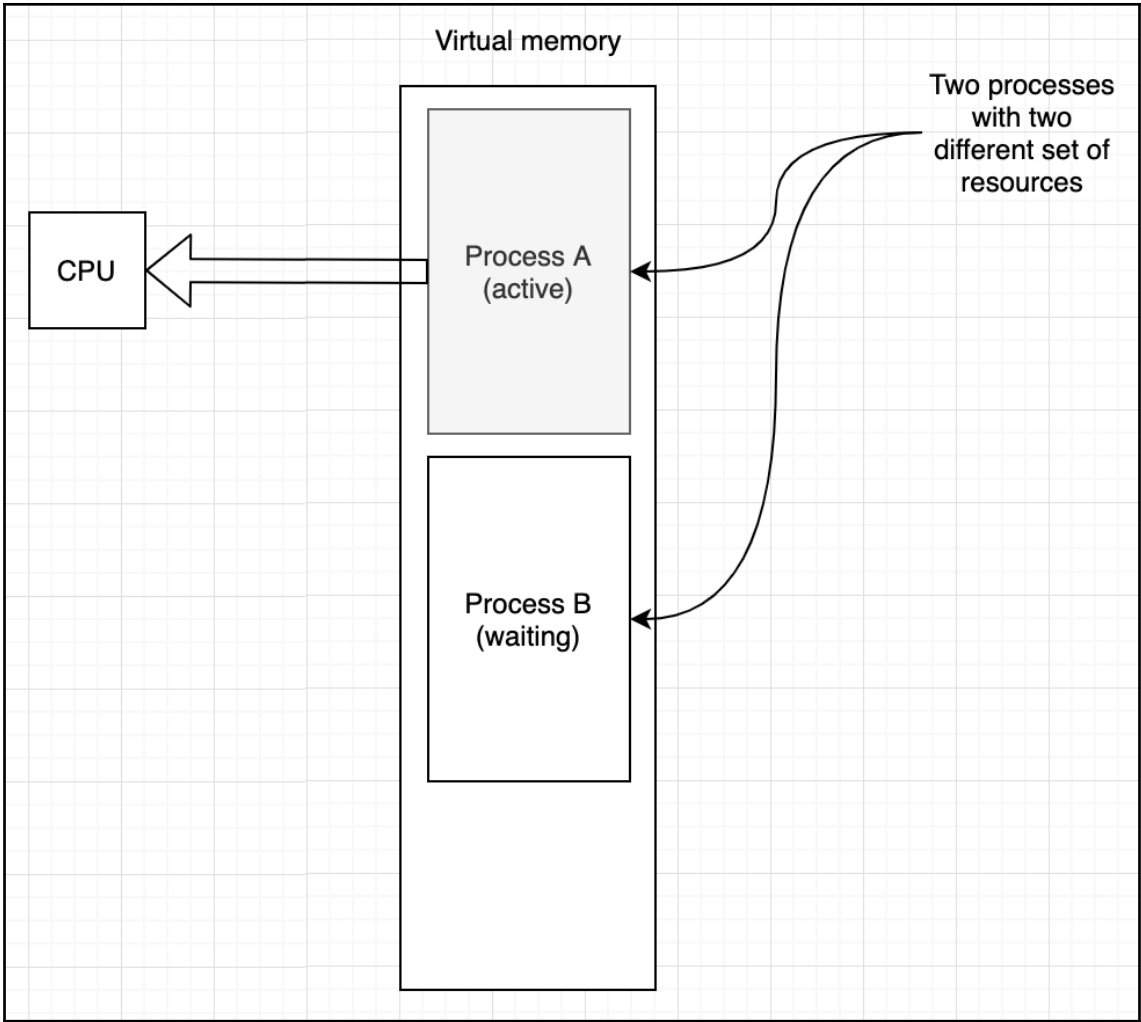 Virtual memory
Two processes
with two
different set of
resources
CPU
Process A
(active)
Process B
(waiting)